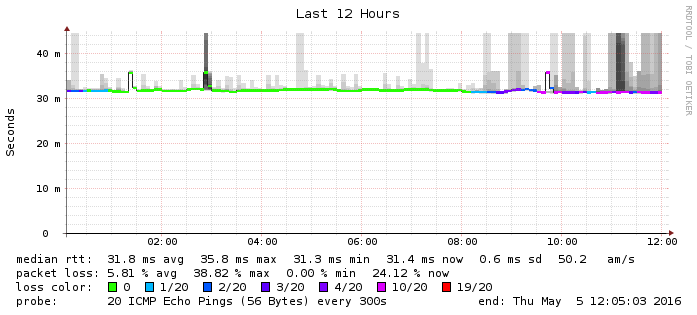 Last 12 Hours
RRDTOOL / TOBI OETIKER
Seconds
40 m
30 m
20 m
10 m
0
02:00 04:00 06:00 08:00 10:00 12:00
median rtt: 31.8 ms avg 35.8 ms max 31.3 ms min 31.4 ms now 0.6 ms sd 50.2 am/s
packet loss: 5.81 % avg 38.82 % max 0.00 % min 24.12 % now
loss color: 0 1/20 2/20 3/20 4/20 10/20 19/20
probe: 20 ICMP Echo Pings (56 Bytes) every 300s end: Thu May 5 12:05:03 2016